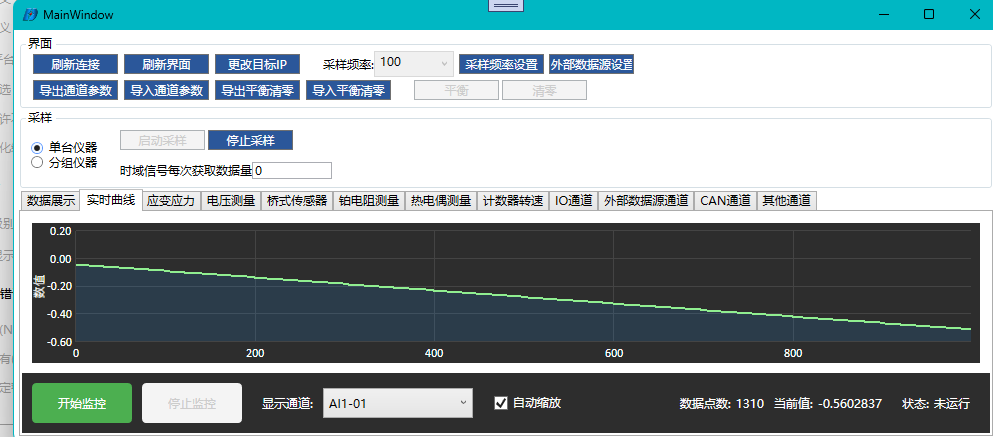 MainWindow
界面
刷新连接 刷新界面 更改目标IP 采样频率: 100 采样频率设置 外部数据源设置
导出通道参数 导入通道参数 导出平衡清零 导入平衡清零 平衡 清零
采样
单台仪器 启动采样 停止采样
分组仪器
时域信号每次获取数据量 0
数据展示 实时曲线 应变应力 电压测量 桥式传感器 铂电阻测量 热电偶测量 计数器转速 IO通道 外部数据源通道 CAN通道 其他通道
0.20
0.00
-0.20
-0.40
-0.60
数值
0 200 400 600 800
开始监控 停止监控 显示通道: AI1-01 自动缩放 数据点数: 1310 当前值: -0.5602837 状态: 未运行